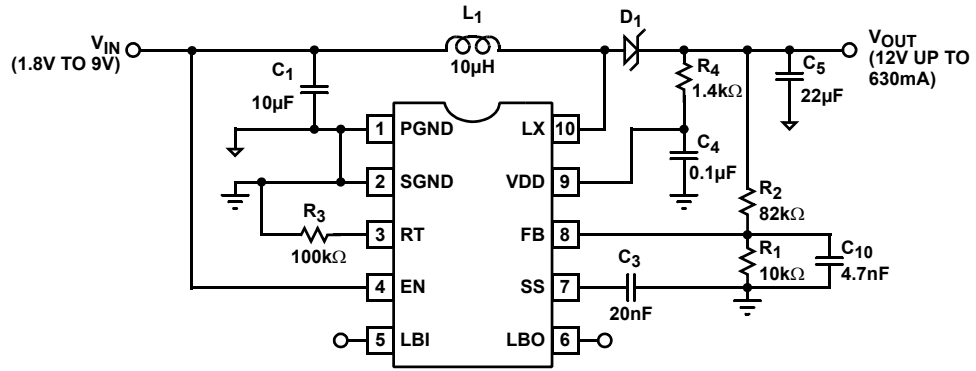 L1
D1
VIN
(1.8V TO 9V)
10µH
VOUT
(12V UP TO
630mA)
C1
10µF
R4
1.4kΩ
C5
22µF
1 PGND LX 10
C4
0.1µF
2 SGND VDD 9
R2
82kΩ
R3
100kΩ
3 RT FB 8
R1
10kΩ
C10
4.7nF
4 EN SS 7
C3
20nF
5 LBI LBO 6